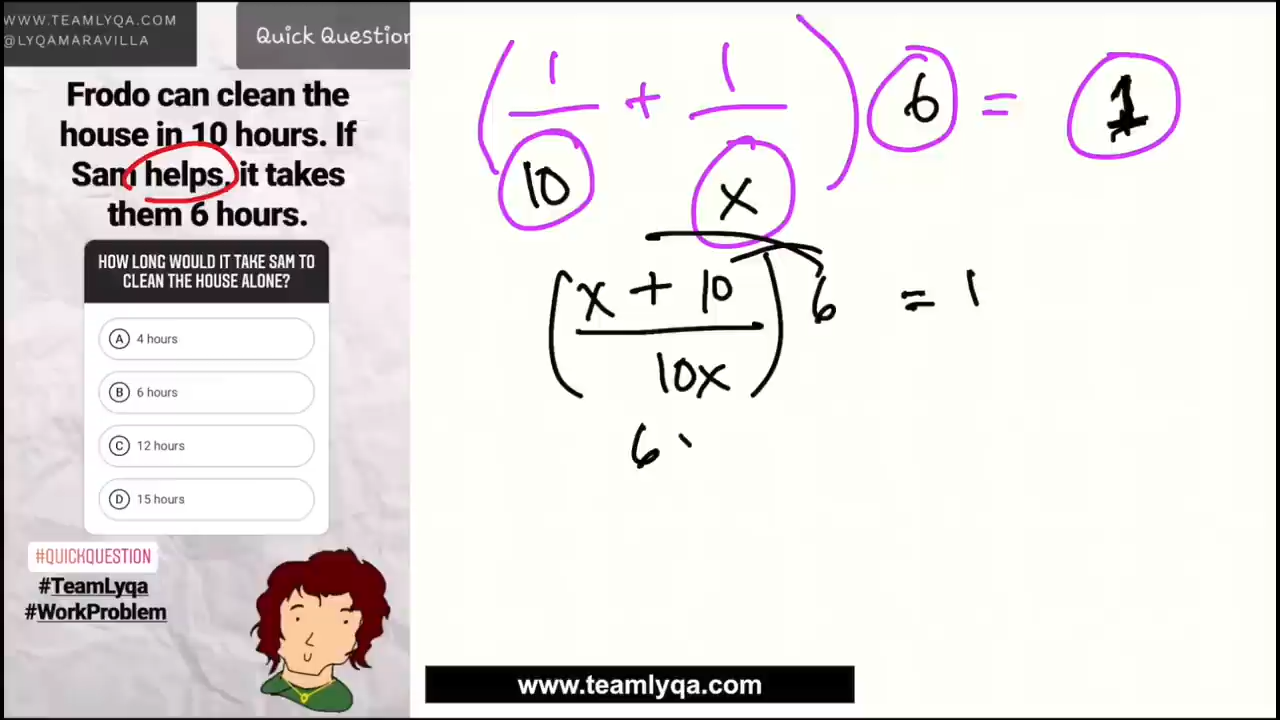 WWW.TEAMLYQA.COM
@LYQAMARAVILLA
Quick Question
Frodo can clean the
house in 10 hours. If
Sam helps, it takes
them 6 hours.
HOW LONG WOULD IT TAKE SAM TO
CLEAN THE HOUSE ALONE?
A 4 hours
B 6 hours
C 12 hours
D 15 hours
#QUICKQUESTION
#TeamLyqa
#WorkProblem
(1/10 + 1/x) 6 = 1
(x + 10 / 10x) 6 = 1
6
www.teamlyqa.com